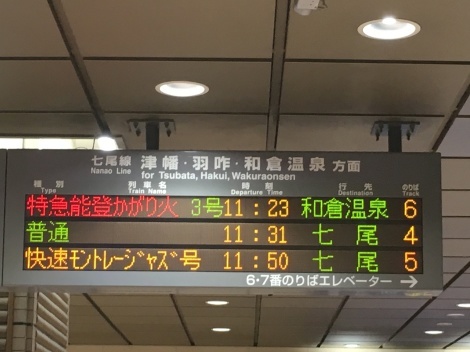 七尾線 津幡・羽咋・和倉温泉 方面
Nanao Line for Tsubata, Hakui, Wakuraonsen
種別 列車名 時刻 行先 のりば
Type Train Name Departure Time Destination Track
特急能登かがり火 3号 11:23 和倉温泉 6
普通 11:31 七尾 4
快速モントレージャズ号 11:50 七尾 5
6・7番のりばエレベーター →